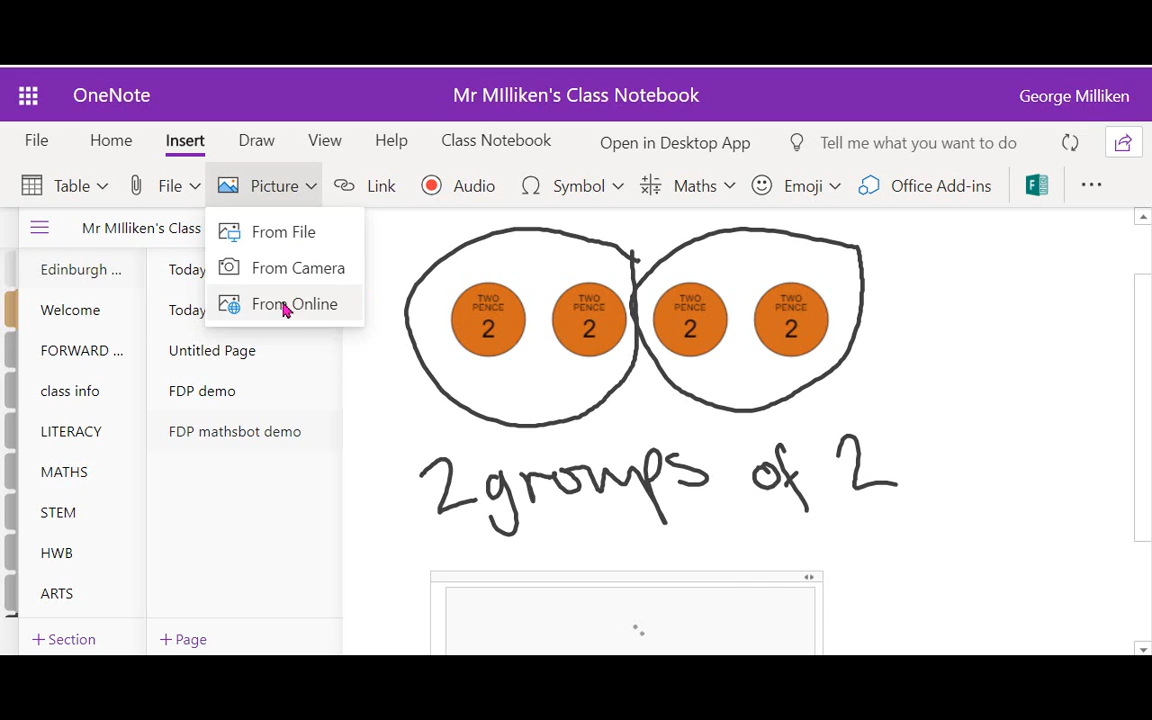 OneNote Mr MIlliken's Class Notebook George Milliken
File Home Insert Draw View Help Class Notebook Open in Desktop App Tell me what you want to do
Table File Picture Link Audio Symbol Maths Emoji Office Add-ins
Mr MIlliken's Class
From File
From Camera
From Online
Edinburgh ...
Welcome
FORWARD ...
class info
LITERACY
MATHS
STEM
HWB
ARTS
+ Section
Today
Today
Untitled Page
FDP demo
FDP mathsbot demo
+ Page
TWO TWO TWO TWO
PENCE PENCE PENCE PENCE
2 2 2 2
2 groups of 2